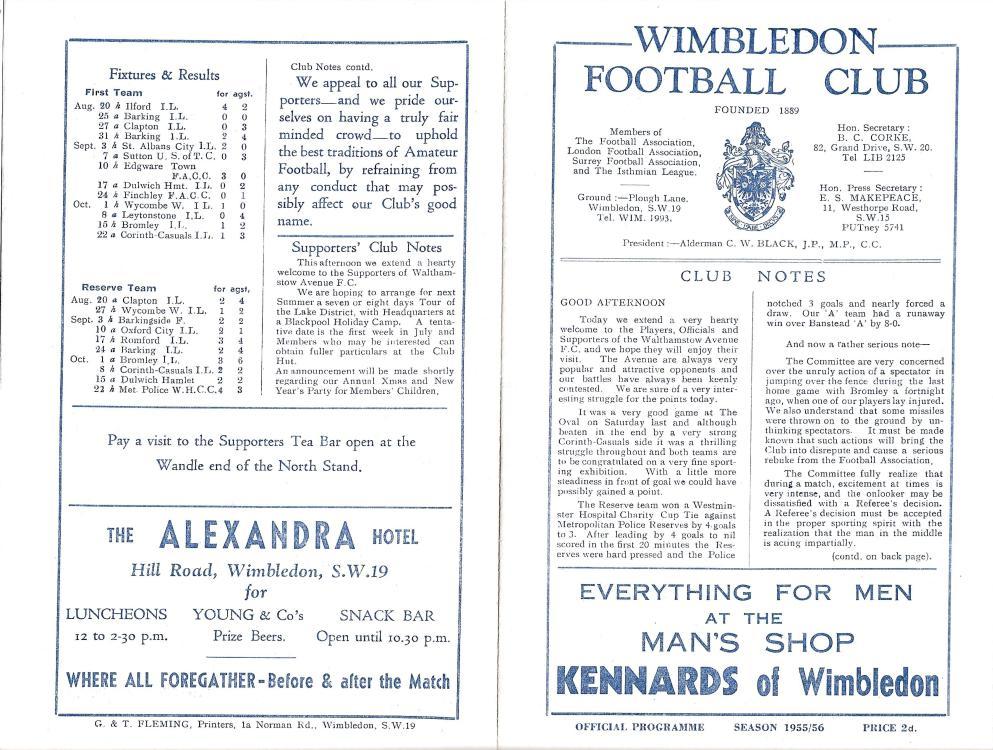 Fixtures & Results
First Team for agst.
Aug. 20 h Ilford I.L. 4 2
25 a Barking I.L. 0 0
27 a Clapton I.L. 0 3
31 h Barking I.L. 2 4
Sept. 3 h St. Albans City I.L. 2 0
7 a Sutton U. S. of T. C. 0 3
10 h Edgware Town
F.A.C.C. 3 0
17 a Dulwich Hmt. I.L. 0 2
24 h Finchley F.A.C.C. 0 1
Oct. 1 h Wycombe W. I.L. 1 0
8 a Leytonstone I.L. 0 4
15 h Bromley I.L. 1 2
22 a Corinth-Casuals I.L. 1 3
Reserve Team for agst,
Aug. 20 a Clapton I.L. 2 4
27 h Wycombe W. I.L. 1 2
Sept. 3 h Barkingside F. 2 2
10 a Oxford City I.L. 2 1
17 h Romford I.L. 3 4
24 a Barking I.L. 2 4
Oct. 1 a Bromley I.L. 3 6
8 h Corinth-Casuals I.L. 2 2
15 a Dulwich Hamlet 2 2
22 h Met. Police W.H.C.C. 4 3
Club Notes contd.
We appeal to all our Sup-
porters—and we pride our-
selves on having a truly fair
minded crowd—to uphold
the best traditions of Amateur
Football, by refraining from
any conduct that may pos-
sibly affect our Club's good
name.
Supporters' Club Notes
This afternoon we extend a hearty
welcome to the Supporters of Waltham-
stow Avenue F.C.
We are hoping to arrange for next
Summer a seven or eight days Tour of
the Lake District, with Headquarters at
a Blackpool Holiday Camp. A tenta-
tive date is the first week in July and
Members who may be interested can
obtain fuller particulars at the Club
Hut.
An announcement will be made shortly
regarding our Annual Xmas and New
Year's Party for Members' Children,
Pay a visit to the Supporters Tea Bar open at the
Wandle end of the North Stand.
THE ALEXANDRA HOTEL
Hill Road, Wimbledon, S.W.19
for
LUNCHEONS YOUNG & Co's SNACK BAR
12 to 2-30 p.m. Prize Beers. Open until 10.30 p.m.
WHERE ALL FOREGATHER - Before & after the Match
G. & T. FLEMING, Printers, 1a Norman Rd., Wimbledon, S.W.19
WIMBLEDON
FOOTBALL CLUB
FOUNDED 1889
Members of
The Football Association,
London Football Association,
Surrey Football Association,
and The Isthmian League.
Ground :—Plough Lane.
Wimbledon, S.W.19
Tel. WIM. 1993.
Hon. Secretary :
B. C. CORKE,
82, Grand Drive, S.W. 20.
Tel LIB 2125
Hon. Press Secretary :
E. S. MAKEPEACE,
11, Westhorpe Road,
S.W.15
PUTney 5741
President :—Alderman C. W. BLACK, J.P., M.P., C.C.
CLUB NOTES
GOOD AFTERNOON
Today we extend a very hearty
welcome to the Players, Officials and
Supporters of the Walthamstow Avenue
F.C. and we hope they will enjoy their
visit. The Avenue are always very
popular and attractive opponents and
our battles have always been keenly
contested. We are sure of a very inter-
esting struggle for the points today.
It was a very good game at The
Oval on Saturday last and although
beaten in the end by a very strong
Corinth-Casuals side it was a thrilling
struggle throughout and both teams are
to be congratulated on a very fine sport-
ing exhibition. With a little more
steadiness in front of goal we could have
possibly gained a point.
The Reserve team won a Westmin-
ster Hospital Charity Cup Tie against
Metropolitan Police Reserves by 4 goals
to 3. After leading by 4 goals to nil
scored in the first 20 minutes the Res-
erves were hard pressed and the Police
notched 3 goals and nearly forced a
draw. Our 'A' team had a runaway
win over Banstead 'A' by 8-0.
And now a rather serious note—
The Committee are very concerned
over the unruly action of a spectator in
jumping over the fence during the last
home game with Bromley a fortnight
ago, when one of our players lay injured.
We also understand that some missiles
were thrown on to the ground by un-
thinking spectators. It must be made
known that such actions will bring the
Club into disrepute and cause a serious
rebuke from the Football Association,
The Committee fully realize that
during a match, excitement at times is
very intense, and the onlooker may be
dissatisfied with a Referee's decision.
A Referee's decision must be accepted
in the proper sporting spirit with the
realization that the man in the middle
is acting impartially.
(contd. on back page).
EVERYTHING FOR MEN
AT THE
MAN'S SHOP
KENNARDS of Wimbledon
OFFICIAL PROGRAMME SEASON 1955/56 PRICE 2d.